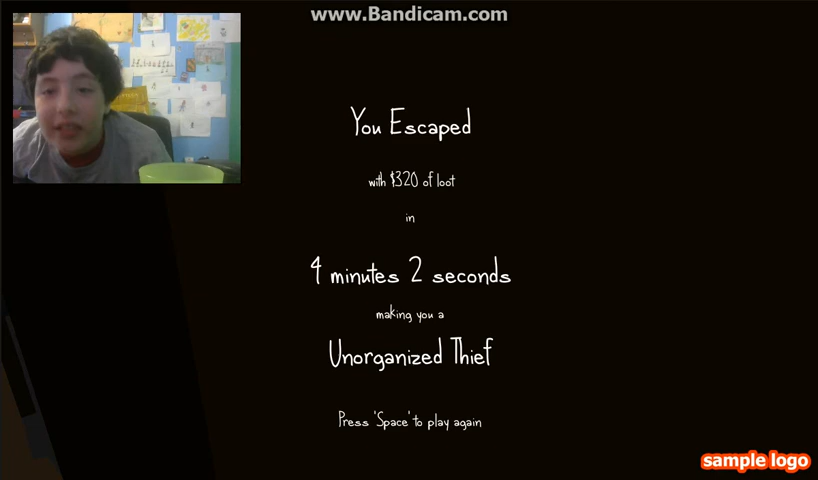 www.Bandicam.com
You Escaped
with $320 of loot
in
4 minutes 2 seconds
making you a
Unorganized Thief
Press 'Space' to play again
sample logo